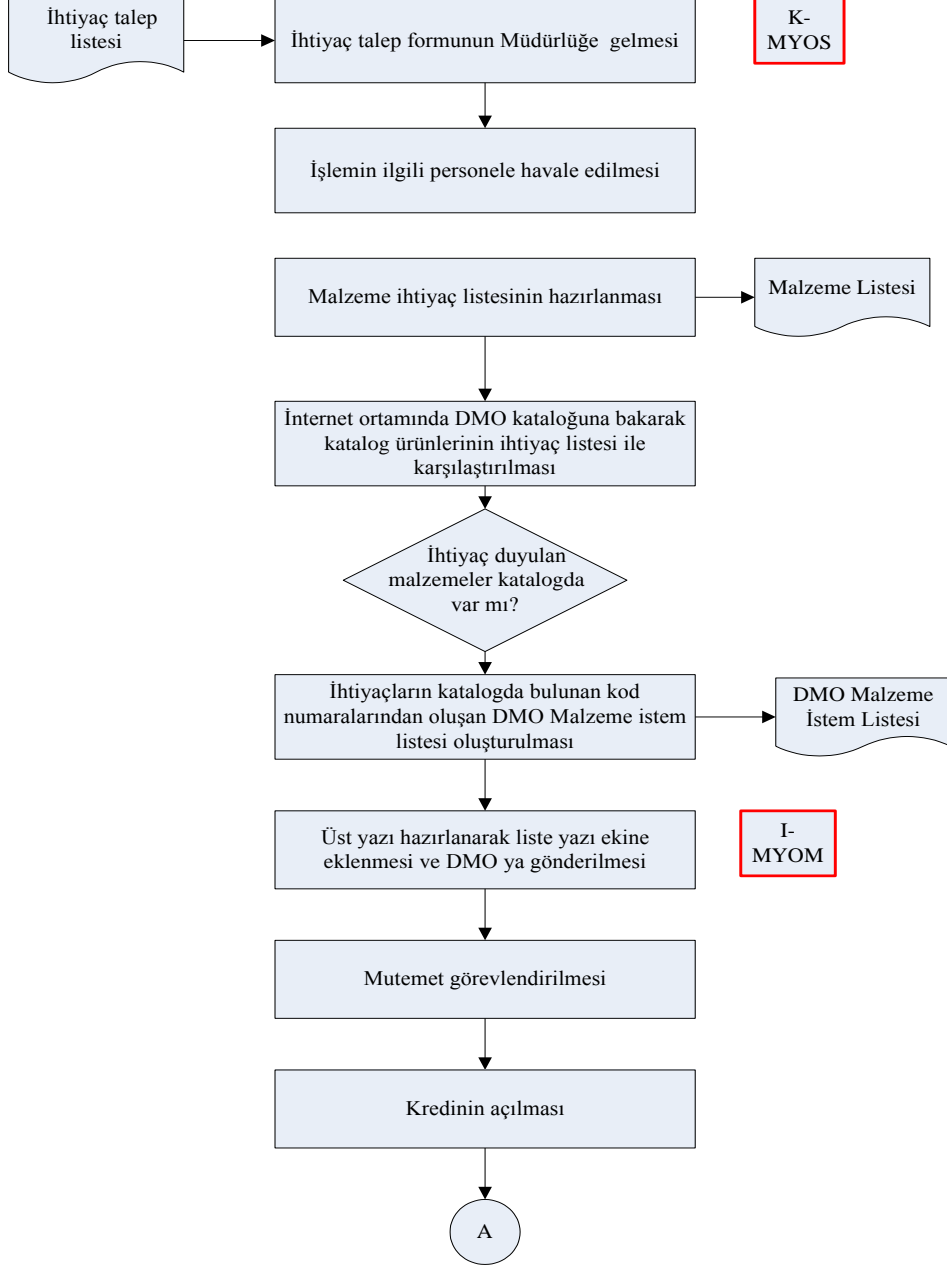 İhtiyaç talep
listesi
İhtiyaç talep formunun Müdürlüğe  gelmesi
K-
MYOS
İşlemin ilgili personele havale edilmesi
Malzeme ihtiyaç listesinin hazırlanması
Malzeme Listesi
İnternet ortamında DMO kataloğuna bakarak
katalog ürünlerinin ihtiyaç listesi ile
karşılaştırılması
İhtiyaç duyulan
malzemeler katalogda
var mı?
İhtiyaçların katalogda bulunan kod
numaralarından oluşan DMO Malzeme istem
listesi oluşturulması
DMO Malzeme
İstem Listesi
Üst yazı hazırlanarak liste yazı ekine
eklenmesi ve DMO ya gönderilmesi
I-
MYOM
Mutemet görevlendirilmesi
Kredinin açılması
A